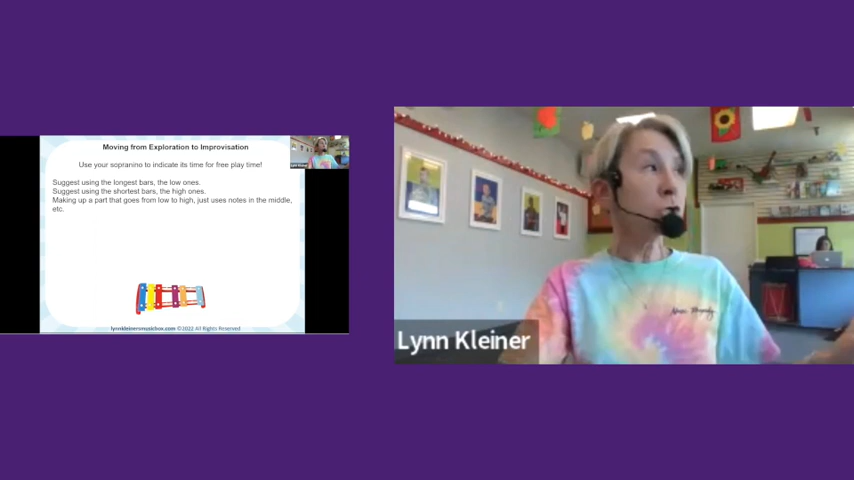 Moving from Exploration to Improvisation
Use your sopranino to indicate its time for free play time!
Suggest using the longest bars, the low ones.
Suggest using the shortest bars, the high ones.
Making up a part that goes from low to high, just uses notes in the middle,
etc.
lynnkleinersmusicbox.com ©2022 All Rights Reserved
Lynn Kleiner